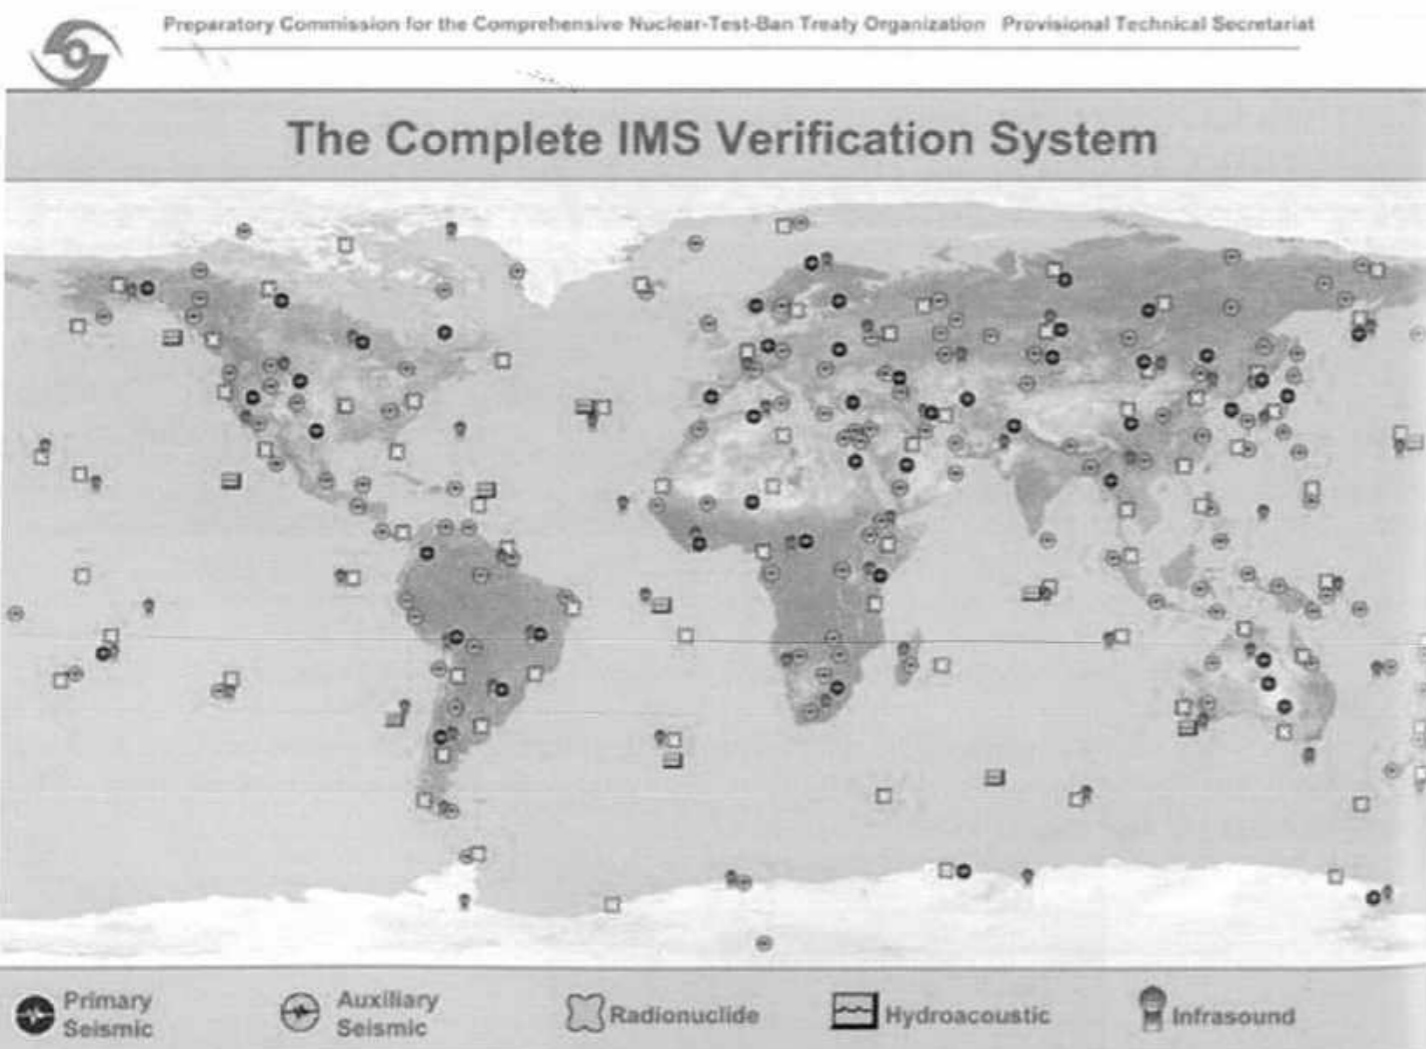 Preparatory Commission for the Comprehensive Nuclear-Test-Ban Treaty Organization Provisional Technical Secretariat
The Complete IMS Verification System
Primary
Seismic
Auxiliary
Seismic
Radionuclide
Hydroacoustic
Infrasound